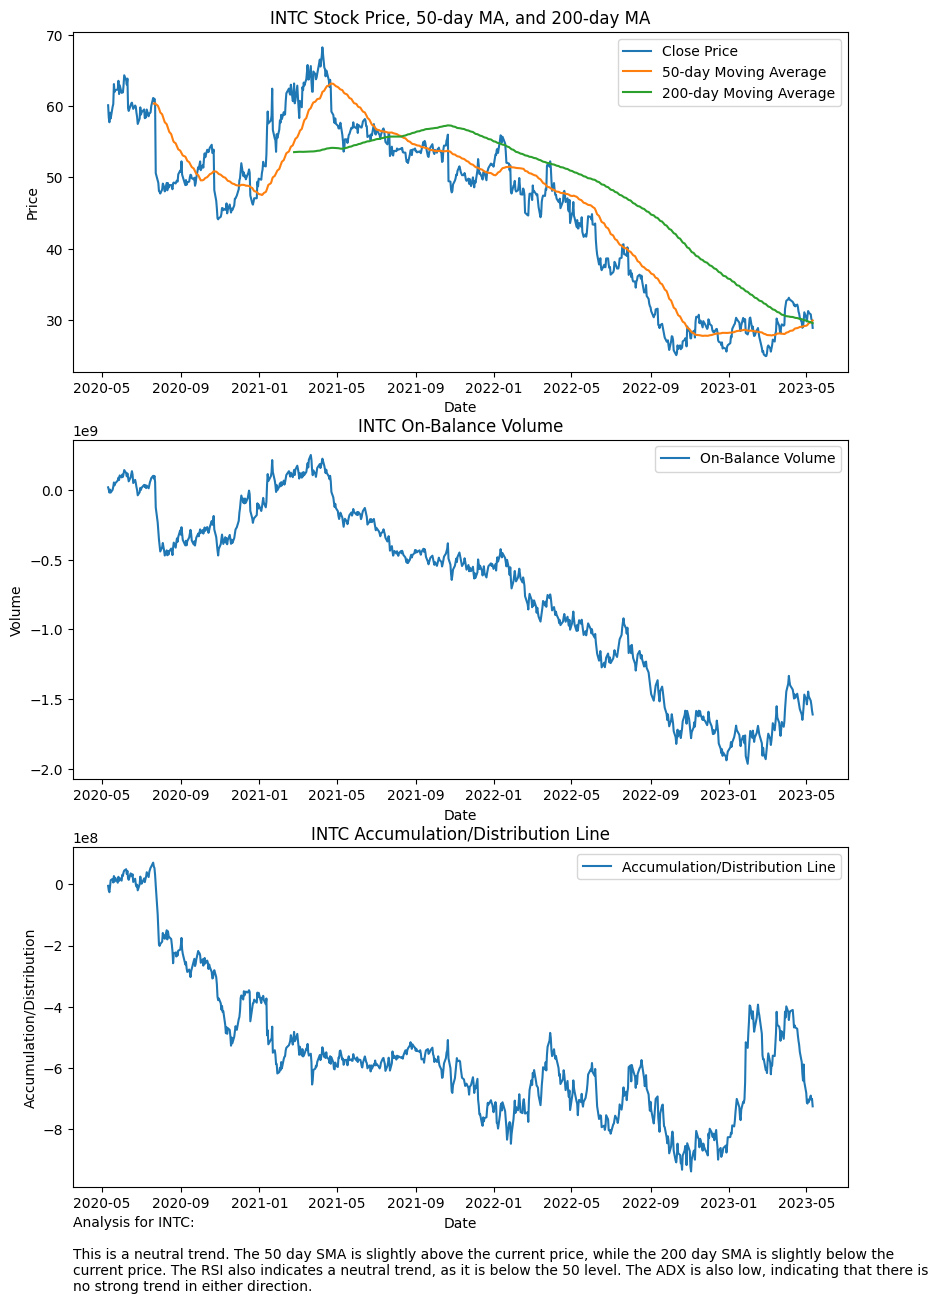 INTC Stock Price, 50-day MA, and 200-day MA
70
60
50
40
30
Price
Close Price
50-day Moving Average
200-day Moving Average
2020-05 2020-09 2021-01 2021-05 2021-09 2022-01 2022-05 2022-09 2023-01 2023-05
Date
INTC On-Balance Volume
1e9
0.0
−0.5
−1.0
−1.5
−2.0
Volume
On-Balance Volume
2020-05 2020-09 2021-01 2021-05 2021-09 2022-01 2022-05 2022-09 2023-01 2023-05
Date
INTC Accumulation/Distribution Line
1e8
0
−2
−4
−6
−8
Accumulation/Distribution
Accumulation/Distribution Line
2020-05 2020-09 2021-01 2021-05 2021-09 2022-01 2022-05 2022-09 2023-01 2023-05
Date
Analysis for INTC:
This is a neutral trend. The 50 day SMA is slightly above the current price, while the 200 day SMA is slightly below the
current price. The RSI also indicates a neutral trend, as it is below the 50 level. The ADX is also low, indicating that there is
no strong trend in either direction.